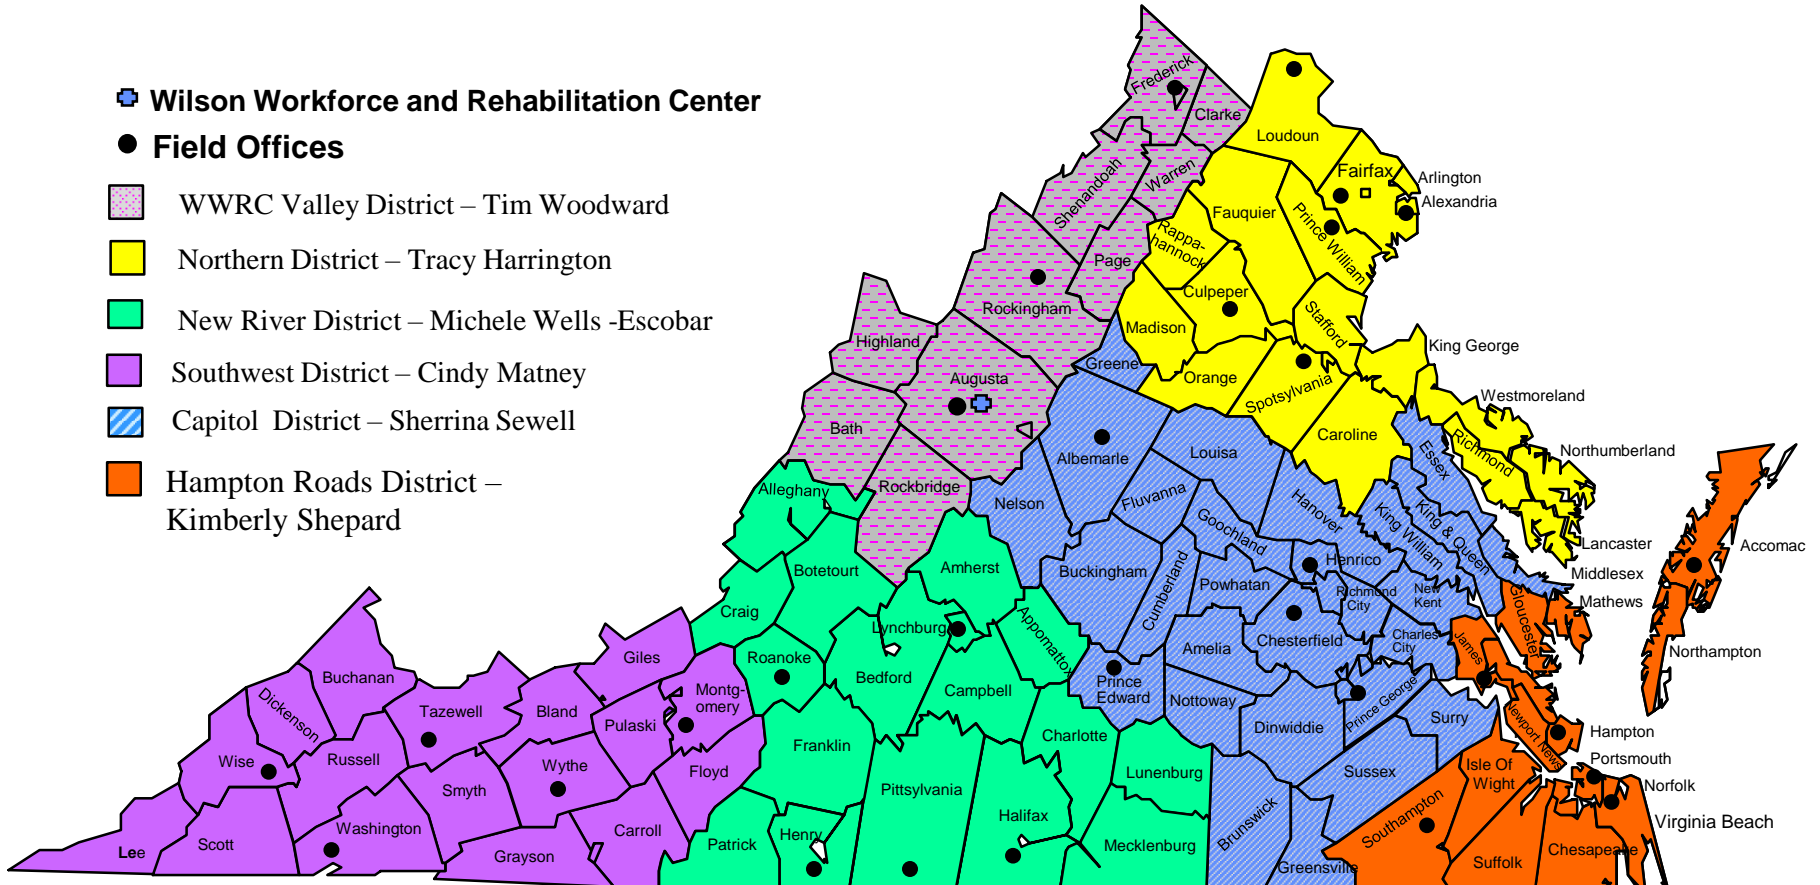 Wilson Workforce and Rehabilitation Center
Field Offices
WWRC Valley District – Tim Woodward
Northern District – Tracy Harrington
New River District – Michele Wells -Escobar
Southwest District – Cindy Matney
Capitol District – Sherrina Sewell
Hampton Roads District –
Kimberly Shepard
Frederick
Clarke
Loudoun
Shenandoah
Warren
Fairfax
Arlington
Alexandria
Fauquier
Prince William
Rappa-
hannock
Page
Rockingham
Culpeper
Madison
Stafford
Highland
Greene
Orange
King George
Augusta
Spotsylvania
Westmoreland
Bath
Caroline
Richmond
Northumberland
Albemarle
Louisa
Essex
Alleghany
Rockbridge
Nelson
Fluvanna
Hanover
King William
King & Queen
Goochland
Lancaster
Accomac
Botetourt
Amherst
Buckingham
Cumberland
Powhatan
Henrico
Middlesex
Richmond
City
New
Kent
Mathews
Gloucester
Craig
Lynchburg
Appomattox
Amelia
Chesterfield
Charles
City
James
Northampton
Giles
Roanoke
Bedford
Campbell
Prince
Edward
Nottoway
Prince George
Buchanan
Dickenson
Montg-
omery
Tazewell
Bland
Pulaski
Dinwiddie
Surry
Newport News
Hampton
Franklin
Charlotte
Wise
Russell
Wythe
Floyd
Lunenburg
Sussex
Isle Of
Wight
Portsmouth
Norfolk
Smyth
Pittsylvania
Halifax
Brunswick
Southampton
Virginia Beach
Washington
Carroll
Patrick
Henry
Mecklenburg
Lee
Scott
Grayson
Greensville
Suffolk
Chesapeake